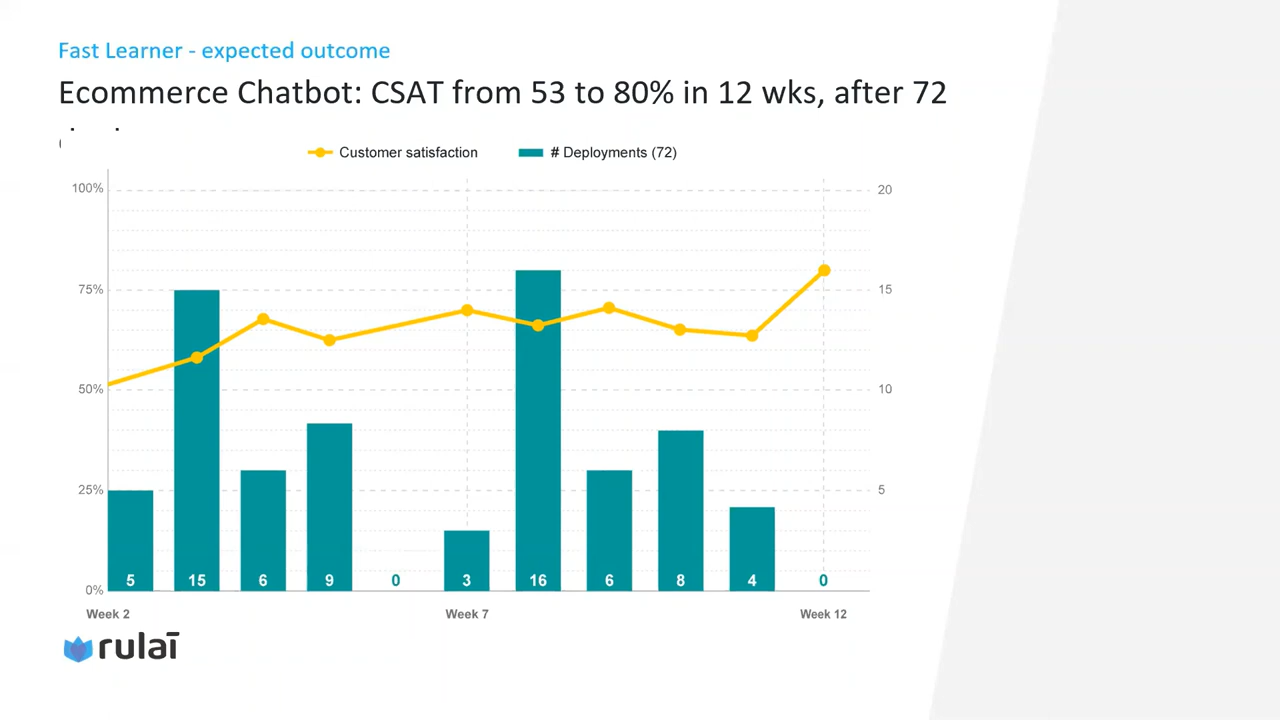 Fast Learner - expected outcome
Ecommerce Chatbot: CSAT from 53 to 80% in 12 wks, after 72
Customer satisfaction # Deployments (72)
100% 20
75% 15
50% 10
25% 5
5 15 6 9 0 3 16 6 8 4 0
0%
Week 2 Week 7 Week 12
rulai